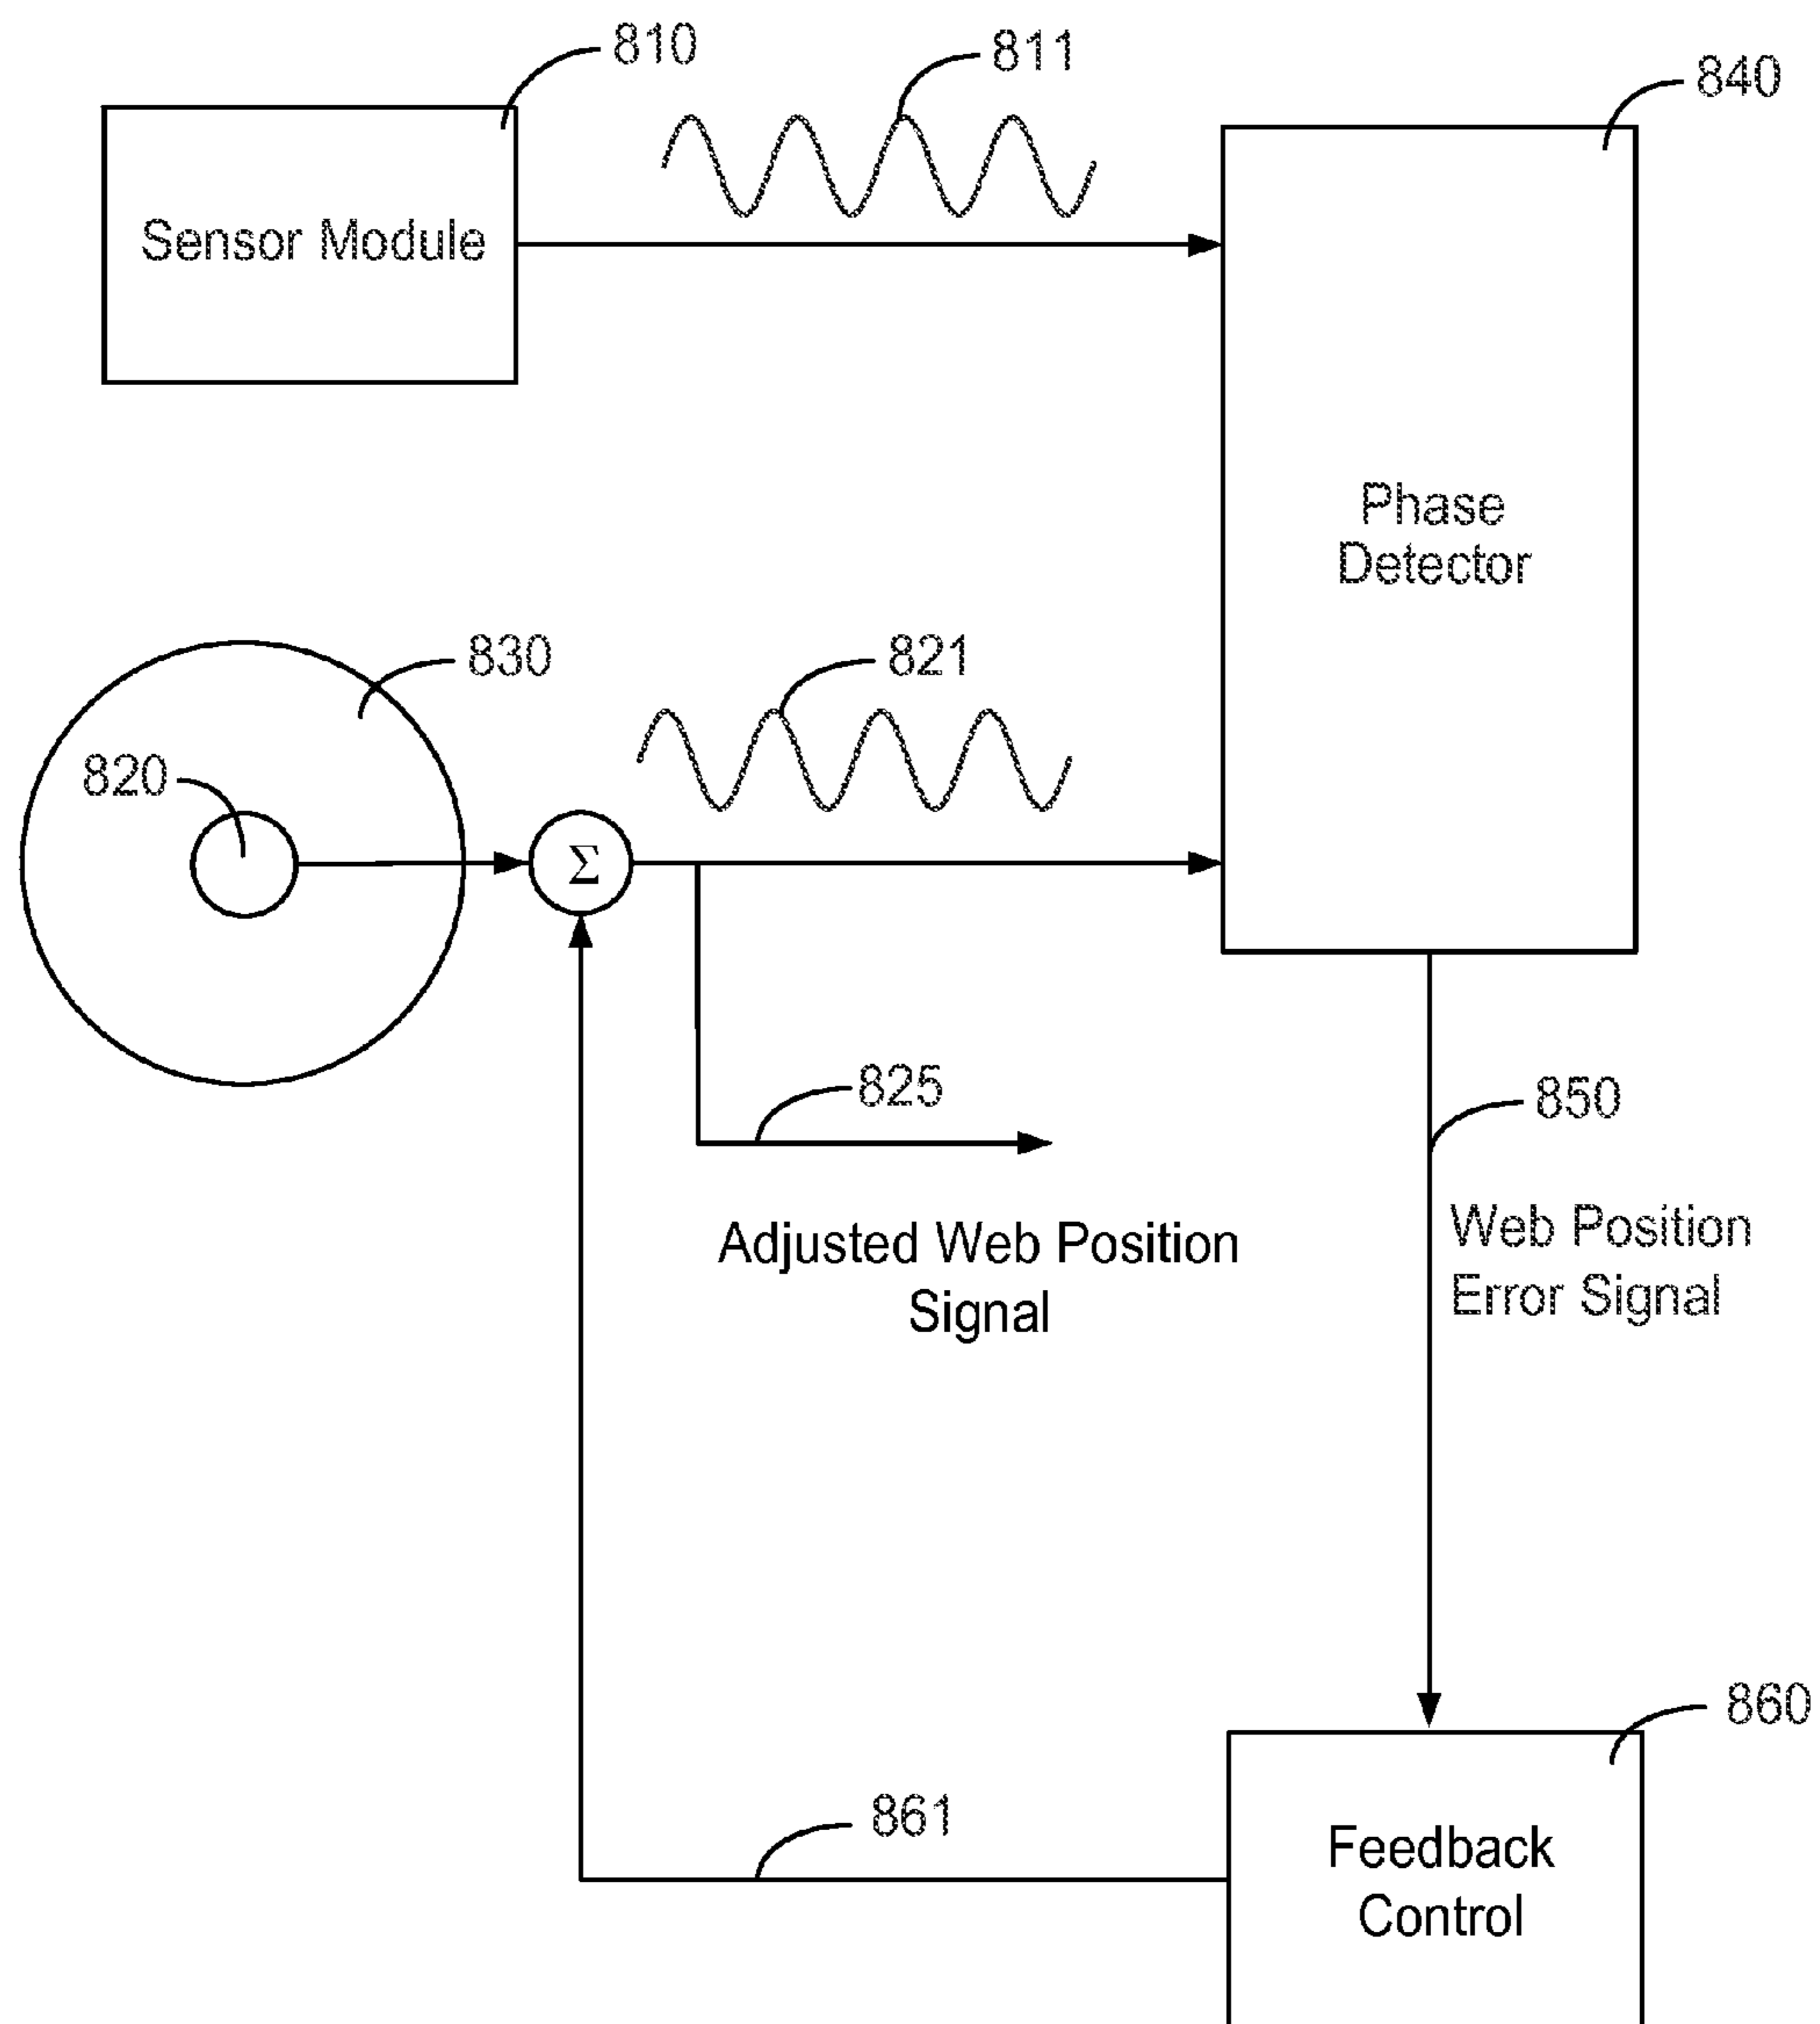 810
811
840
Sensor Module
Phase
Detector
830
821
820
Σ
825
850
Adjusted Web Position
Signal
Web Position
Error Signal
860
861
Feedback
Control